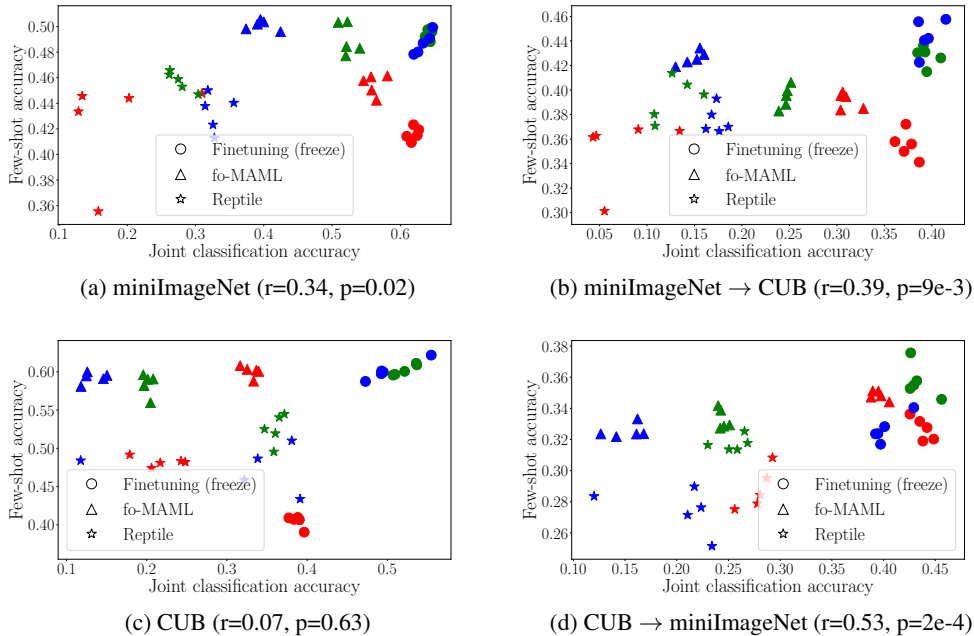 Few-shot accuracy
0.50
0.48
0.46
0.44
0.42
0.40
0.38
0.36
Finetuning (freeze)
fo-MAML
Reptile
0.1 0.2 0.3 0.4 0.5 0.6
Joint classification accuracy
(a) miniImageNet (r=0.34, p=0.02)
Few-shot accuracy
0.46
0.44
0.42
0.40
0.38
0.36
0.34
0.32
0.30
Finetuning (freeze)
fo-MAML
Reptile
0.05 0.10 0.15 0.20 0.25 0.30 0.35 0.40
Joint classification accuracy
(b) miniImageNet → CUB (r=0.39, p=9e-3)
Few-shot accuracy
0.60
0.55
0.50
0.45
0.40
Finetuning (freeze)
fo-MAML
Reptile
0.1 0.2 0.3 0.4 0.5
Joint classification accuracy
(c) CUB (r=0.07, p=0.63)
Few-shot accuracy
0.38
0.36
0.34
0.32
0.30
0.28
0.26
Finetuning (freeze)
fo-MAML
Reptile
0.10 0.15 0.20 0.25 0.30 0.35 0.40 0.45
Joint classification accuracy
(d) CUB → miniImageNet (r=0.53, p=2e-4)